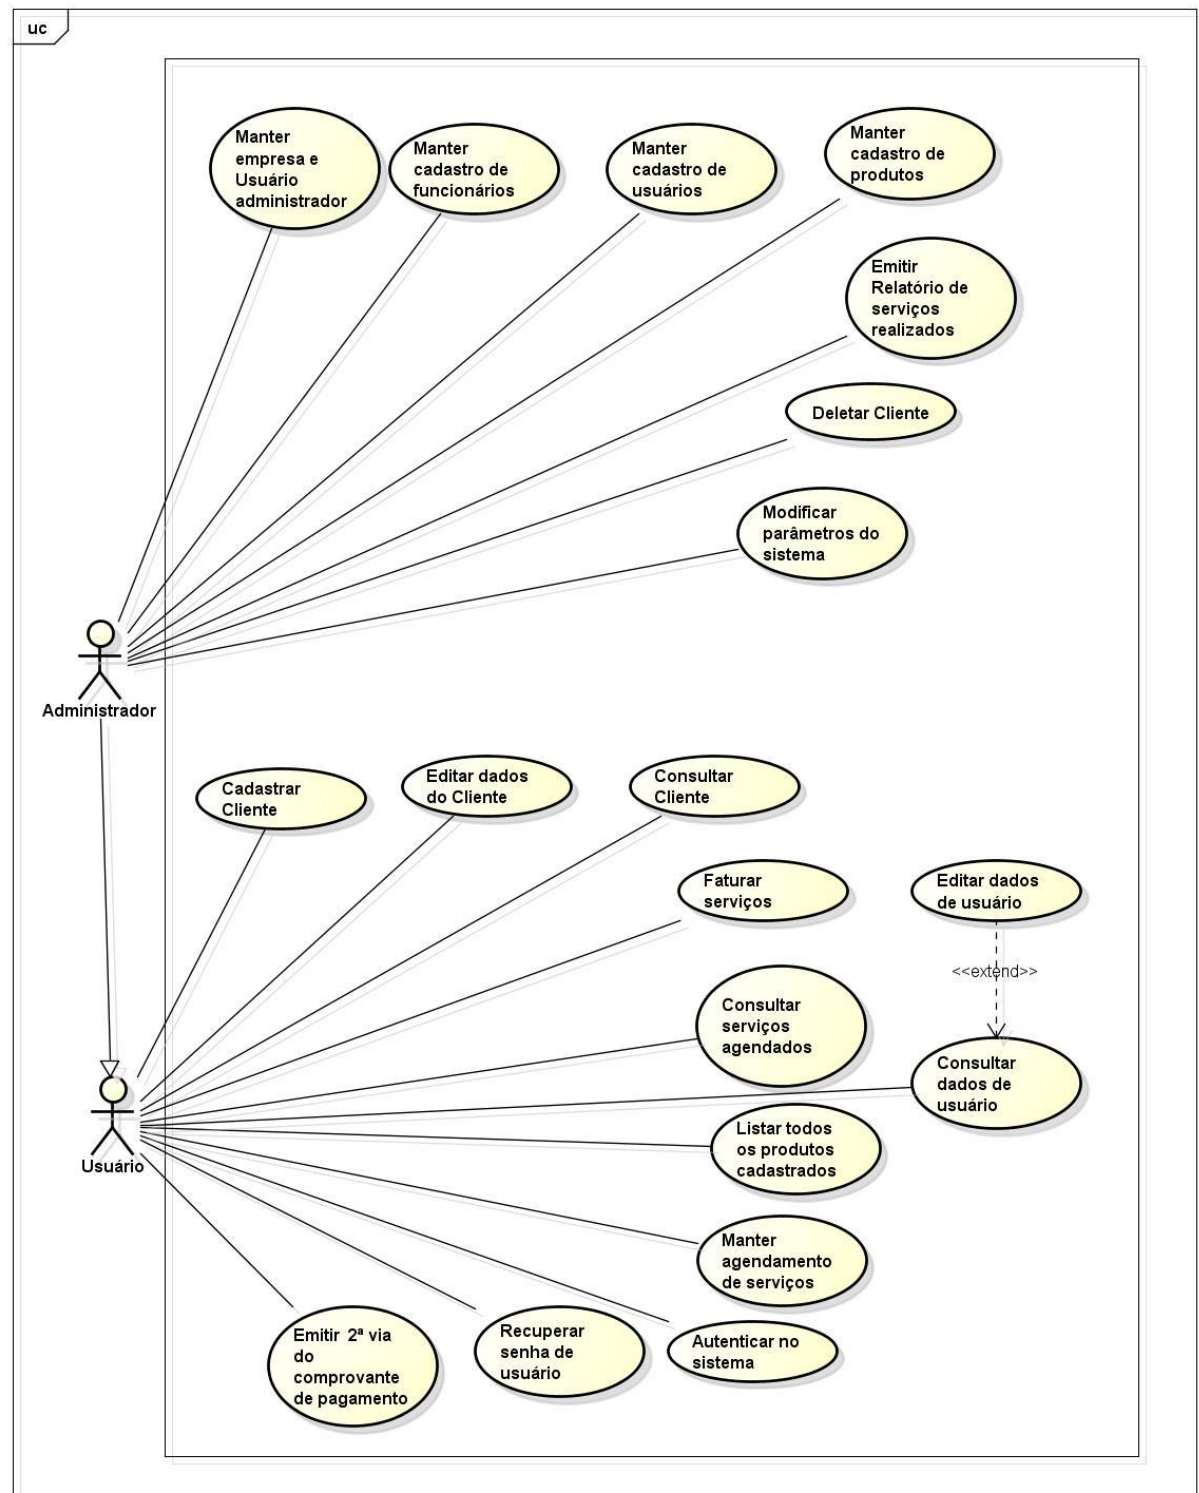 uc
Manter
empresa e
Usuário
administrador
Manter
cadastro de
funcionários
Manter
cadastro de
usuários
Manter
cadastro de
produtos
Emitir
Relatório de
serviços
realizados
Deletar Cliente
Modificar
parâmetros do
sistema
Administrador
Cadastrar
Cliente
Editar dados
do Cliente
Consultar
Cliente
Faturar
serviços
Editar dados
de usuário
<<extend>>
Consultar
serviços
agendados
Consultar
dados de
usuário
Listar todos
os produtos
cadastrados
Usuário
Manter
agendamento
de serviços
Emitir 2ª via
do
comprovante
de pagamento
Recuperar
senha de
usuário
Autenticar no
sistema